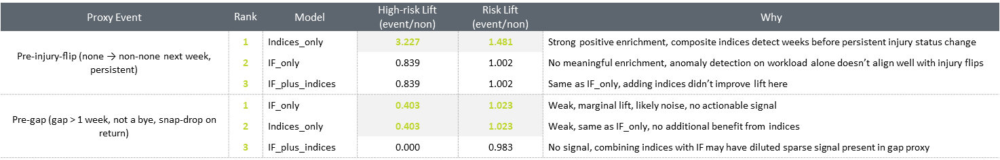 Proxy Event Rank Model High-risk Lift (event/non) Risk Lift (event/non) Why
Pre-injury-flip (none → non-none next week, persistent)
1 Indices_only 3.227 1.481 Strong positive enrichment, composite indices detect weeks before persistent injury status change
2 IF_only 0.839 1.002 No meaningful enrichment, anomaly detection on workload alone doesn't align well with injury flips
3 IF_plus_indices 0.839 1.002 Same as IF_only, adding indices didn't improve lift here
Pre-gap (gap > 1 week, not a bye, snap-drop on return)
1 IF_only 0.403 1.023 Weak, marginal lift, likely noise, no actionable signal
2 Indices_only 0.403 1.023 Weak, same as IF_only, no additional benefit from indices
3 IF_plus_indices 0.000 0.983 No signal, combining indices with IF may have diluted sparse signal present in gap proxy